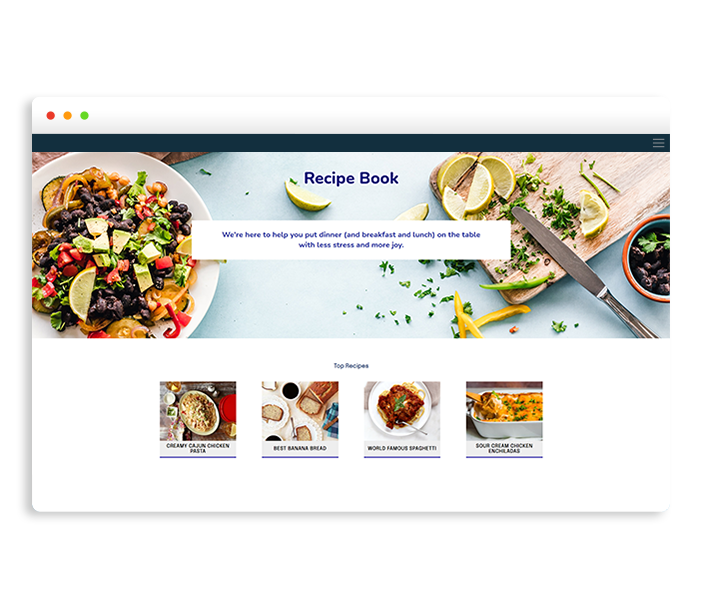 Recipe Book
We're here to help you put dinner (and breakfast and lunch) on the table
with less stress and more joy.
Top Recipes
CREAMY CAJUN CHICKEN
PASTA
BEST BANANA BREAD
WORLD FAMOUS SPAGHETTI
SOUR CREAM CHICKEN
ENCHILADAS